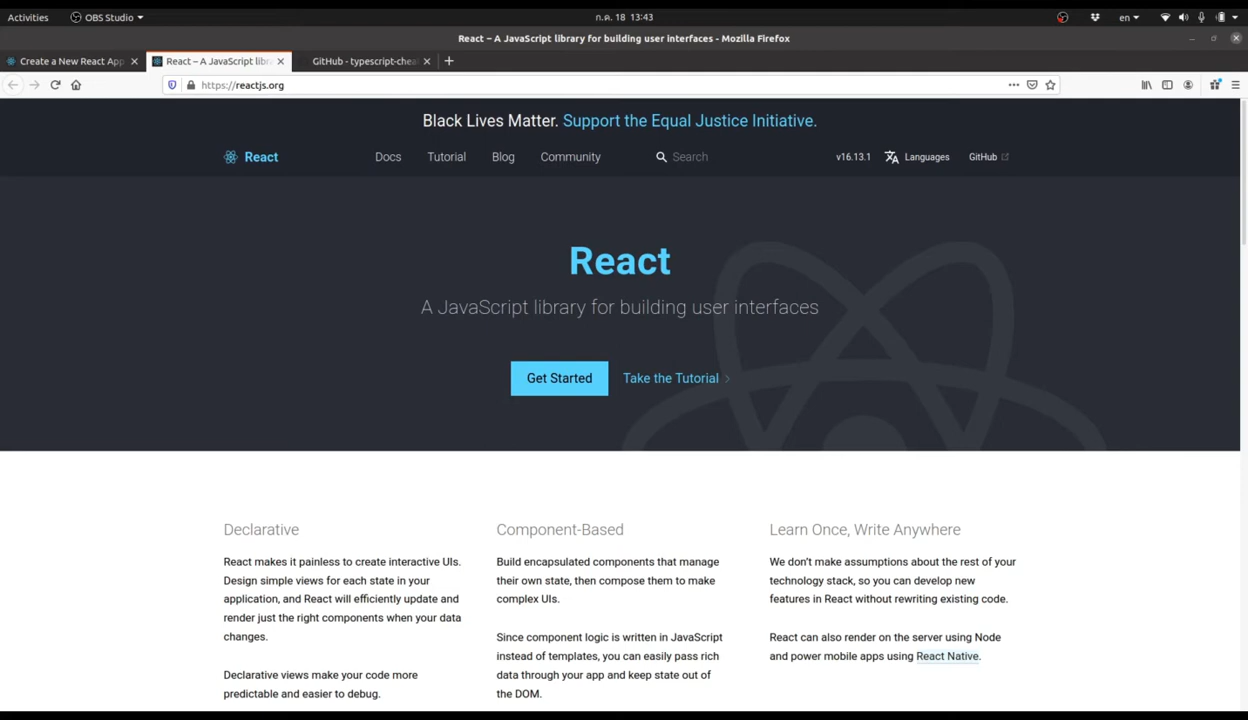 Activities
OBS Studio
ก.ค. 18 13:43
en
React – A JavaScript library for building user interfaces - Mozilla Firefox
Create a New React App
React – A JavaScript libra
GitHub - typescript-cheat
https://reactjs.org
Black Lives Matter. Support the Equal Justice Initiative.
React
Docs
Tutorial
Blog
Community
Search
v16.13.1
Languages
GitHub
React
A JavaScript library for building user interfaces
Get Started
Take the Tutorial
Declarative
React makes it painless to create interactive UIs.
Design simple views for each state in your
application, and React will efficiently update and
render just the right components when your data
changes.
Declarative views make your code more
predictable and easier to debug.
Component-Based
Build encapsulated components that manage
their own state, then compose them to make
complex UIs.
Since component logic is written in JavaScript
instead of templates, you can easily pass rich
data through your app and keep state out of
the DOM.
Learn Once, Write Anywhere
We don’t make assumptions about the rest of your
technology stack, so you can develop new
features in React without rewriting existing code.
React can also render on the server using Node
and power mobile apps using React Native.